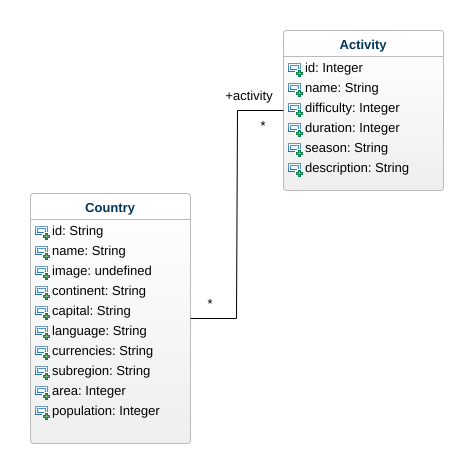 Activity
id: Integer
name: String
difficulty: Integer
duration: Integer
season: String
description: String
+activity
*
*
Country
id: String
name: String
image: undefined
continent: String
capital: String
language: String
currencies: String
subregion: String
area: Integer
population: Integer